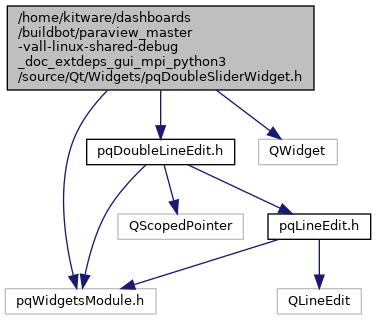 /home/kitware/dashboards
/buildbot/paraview_master
-vall-linux-shared-debug
_doc_extdeps_gui_mpi_python3
/source/Qt/Widgets/pqDoubleSliderWidget.h
pqDoubleLineEdit.h
QWidget
QScopedPointer
pqLineEdit.h
pqWidgetsModule.h
QLineEdit